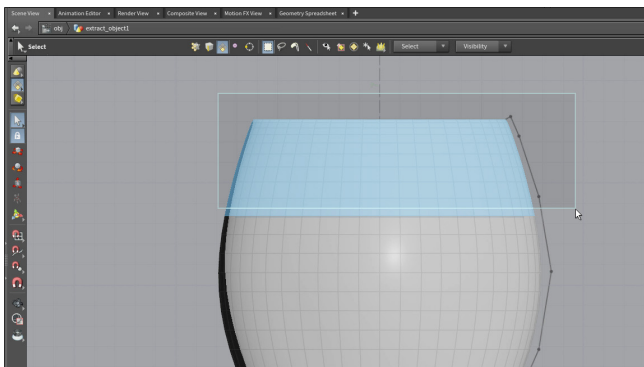 Scene View Animation Editor Render View Composite View Motion FX View Geometry Spreadsheet
obj extract_object1
Select Select Visibility